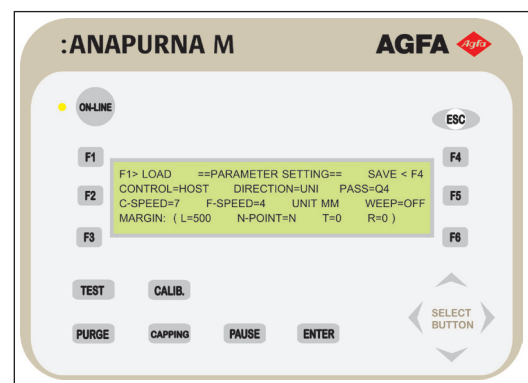 :ANAPURNA M AGFA Agfa
ON-LINE
ESC
F1 F4
F1> LOAD ==PARAMETER SETTING== SAVE < F4
CONTROL=HOST DIRECTION=UNI PASS=Q4
F2 F5
C-SPEED=7 F-SPEED=4 UNIT MM WEEP=OFF
MARGIN: ( L=500 N-POINT=N T=0 R=0 )
F3 F6
TEST CALIB.
SELECT
BUTTON
PURGE CAPPING PAUSE ENTER